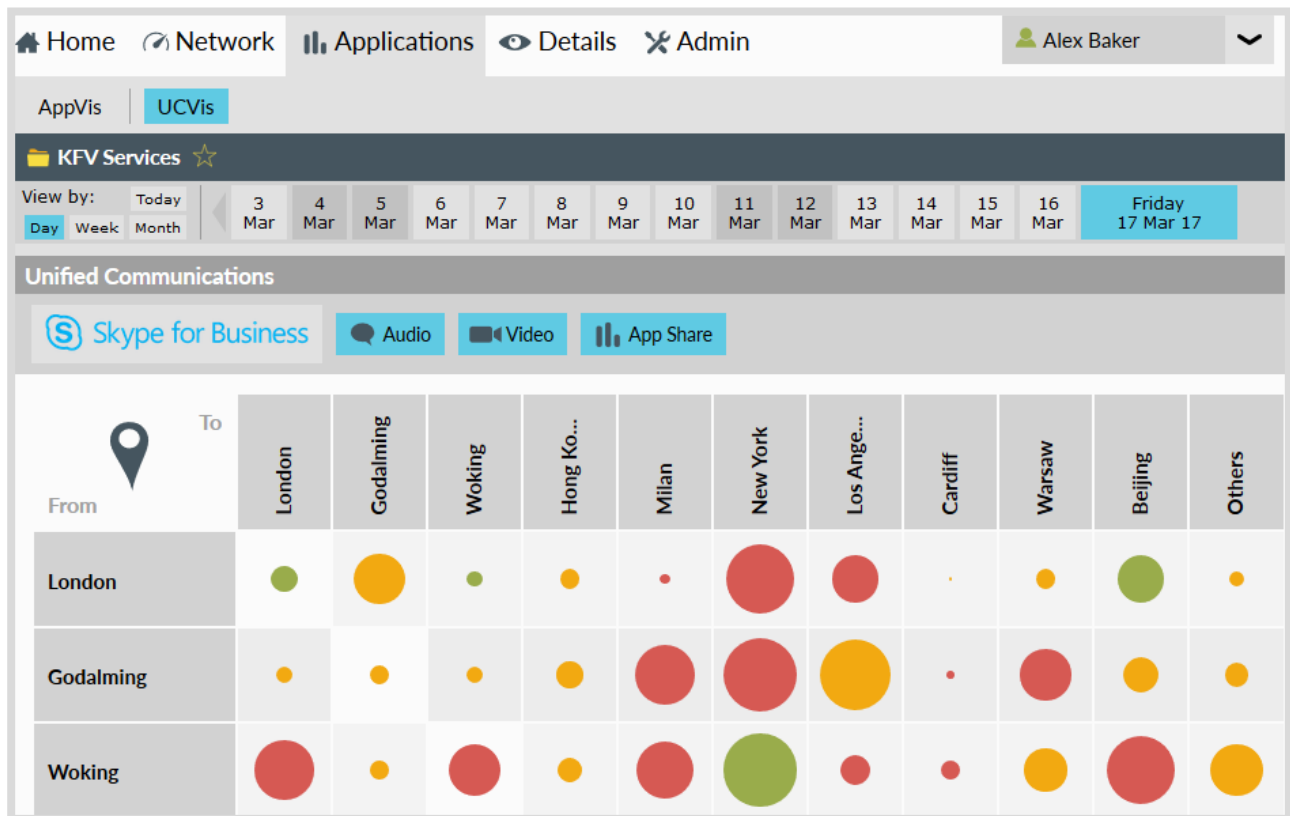 Home Network Applications Details Admin Alex Baker
AppVis UCVis
KFV Services
View by: Today
Day Week Month
3 Mar 4 Mar 5 Mar 6 Mar 7 Mar 8 Mar 9 Mar 10 Mar 11 Mar 12 Mar 13 Mar 14 Mar 15 Mar 16 Mar Friday 17 Mar 17
Unified Communications
Skype for Business Audio Video App Share
To
From
London Godalming Woking Hong Ko... Milan New York Los Ange... Cardiff Warsaw Beijing Others
London
Godalming
Woking